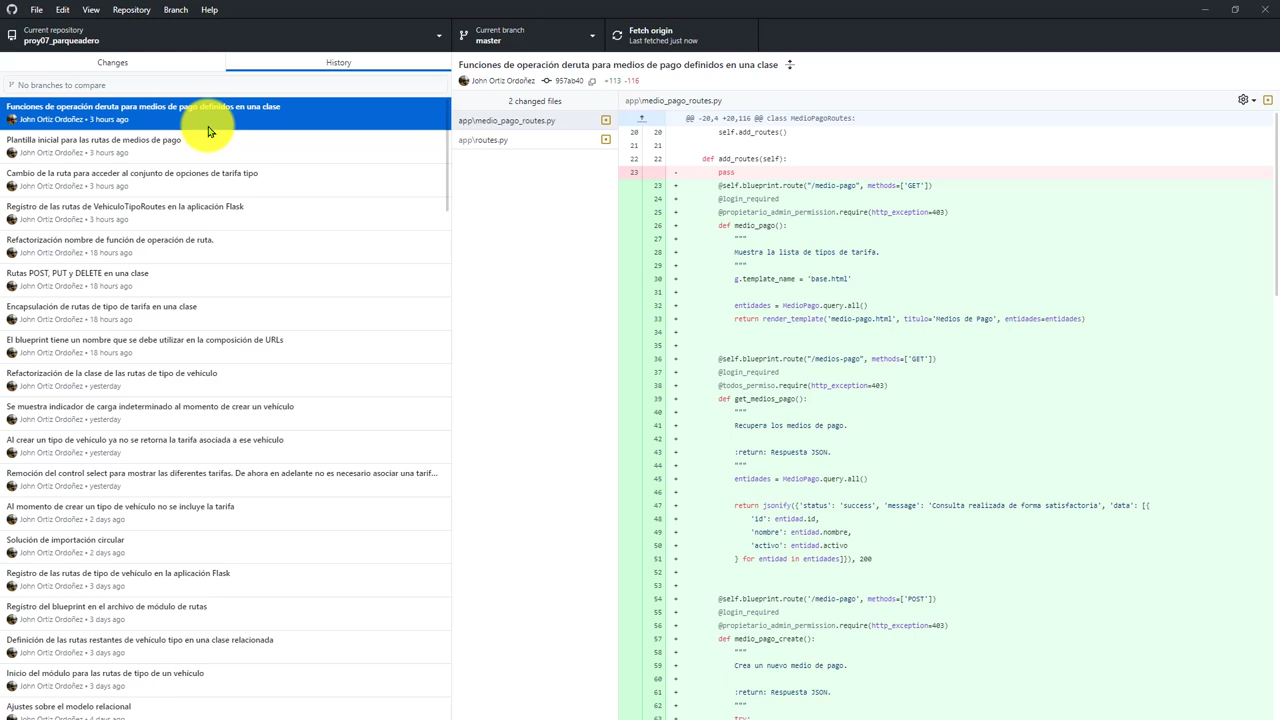 File Edit View Repository Branch Help
Current repository
proy07_parqueadero
Current branch
master
Fetch origin
Last fetched just now
Changes
History
No branches to compare
Funciones de operación deruta para medios de pago definidos en una clase
John Ortiz Ordoñez • 3 hours ago
Plantilla inicial para las rutas de medios de pago
John Ortiz Ordoñez • 3 hours ago
Cambio de la ruta para acceder al conjunto de opciones de tarifa tipo
John Ortiz Ordoñez • 3 hours ago
Registro de las rutas de VehiculoTipoRoutes en la aplicación Flask
John Ortiz Ordoñez • 3 hours ago
Refactorización nombre de función de operación de ruta.
John Ortiz Ordoñez • 18 hours ago
Rutas POST, PUT y DELETE en una clase
John Ortiz Ordoñez • 18 hours ago
Encapsulación de rutas de tipo de tarifa en una clase
John Ortiz Ordoñez • 18 hours ago
El blueprint tiene un nombre que se debe utilizar en la composición de URLs
John Ortiz Ordoñez • 18 hours ago
Refactorización de la clase de las rutas de tipo de vehículo
John Ortiz Ordoñez • yesterday
Se muestra indicador de carga indeterminado al momento de crear un vehículo
John Ortiz Ordoñez • yesterday
Al crear un tipo de vehículo ya no se retorna la tarifa asociada a ese vehículo
John Ortiz Ordoñez • yesterday
Remoción del control select para mostrar las diferentes tarifas. De ahora en adelante no es necesario asociar una tarif...
John Ortiz Ordoñez • yesterday
Al momento de crear un tipo de vehículo no se incluye la tarifa
John Ortiz Ordoñez • 2 days ago
Solución de importación circular
John Ortiz Ordoñez • 2 days ago
Registro de las rutas de tipo de vehículo en la aplicación Flask
John Ortiz Ordoñez • 3 days ago
Registro del blueprint en el archivo de módulo de rutas
John Ortiz Ordoñez • 3 days ago
Definición de las rutas restantes de vehículo tipo en una clase relacionada
John Ortiz Ordoñez • 3 days ago
Inicio del módulo para las rutas de tipo de un vehículo
John Ortiz Ordoñez • 3 days ago
Ajustes sobre el modelo relacional
John Ortiz Ordoñez • 4 days ago
Funciones de operación deruta para medios de pago definidos en una clase
John Ortiz Ordoñez 957ab40 +113 -116
2 changed files
app\medio_pago_routes.py
app\routes.py
app\medio_pago_routes.py
@@ -20,4 +20,116 @@ class MedioPagoRoutes:
20 20 self.add_routes()
21 21
22 22 def add_routes(self):
23 - pass
23 + @self.blueprint.route("/medio-pago", methods=['GET'])
24 + @login_required
25 + @propietario_admin_permission.require(http_exception=403)
26 + def medio_pago():
27 + """
28 + Muestra la lista de tipos de tarifa.
29 + """
30 + g.template_name = 'base.html'
31 +
32 + entidades = MedioPago.query.all()
33 + return render_template('medio-pago.html', titulo='Medios de Pago', entidades=entidades)
34 +
35 +
36 + @self.blueprint.route("/medios-pago", methods=['GET'])
37 + @login_required
38 + @todos_permiso.require(http_exception=403)
39 + def get_medios_pago():
40 + """
41 + Recupera los medios de pago.
42 +
43 + :return: Respuesta JSON.
44 + """
45 + entidades = MedioPago.query.all()
46 +
47 + return jsonify({'status': 'success', 'message': 'Consulta realizada de forma satisfactoria', 'data': [{
48 + 'id': entidad.id,
49 + 'nombre': entidad.nombre,
50 + 'activo': entidad.activo
51 + } for entidad in entidades]}), 200
52 +
53 +
54 + @self.blueprint.route('/medio-pago', methods=['POST'])
55 + @login_required
56 + @propietario_admin_permission.require(http_exception=403)
57 + def medio_pago_create():
58 + """
59 + Crea un nuevo medio de pago.
60 +
61 + :return: Respuesta JSON.
62 + """
63 + try: